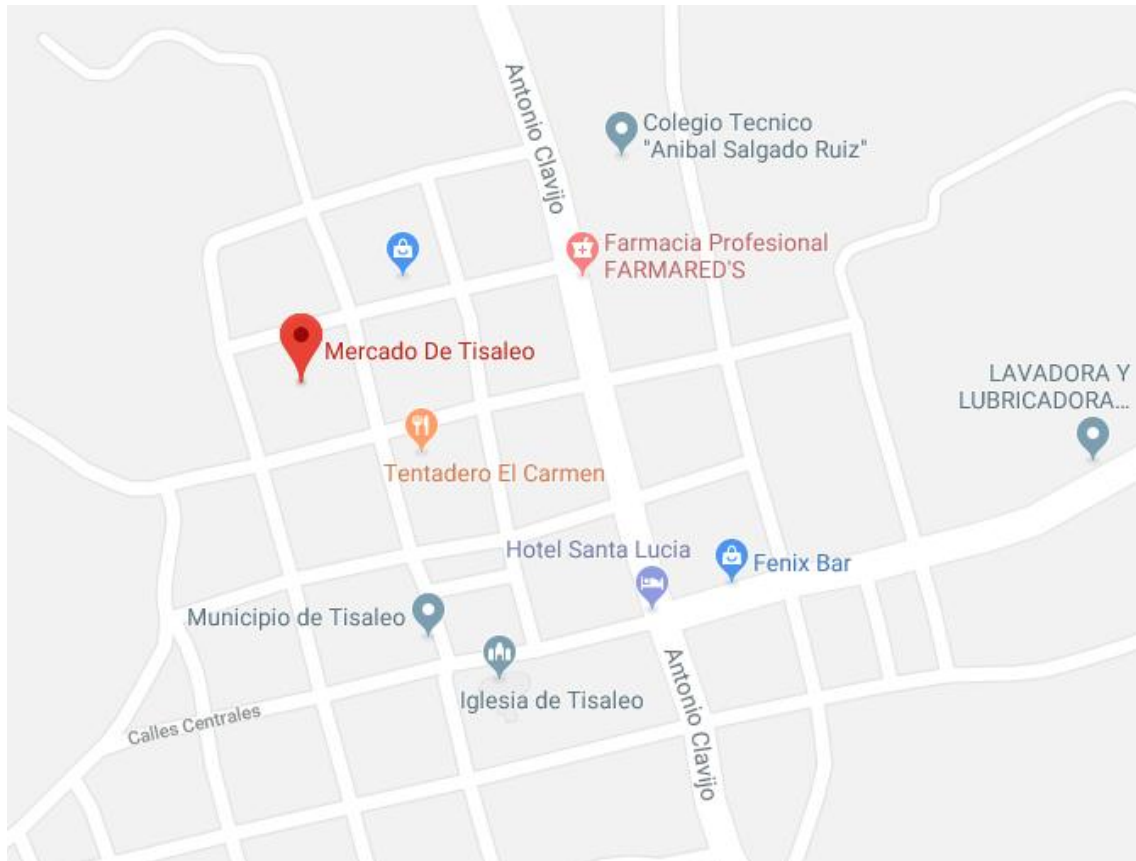 Antonio Clavijo
Colegio Tecnico
"Anibal Salgado Ruiz"
Farmacia Profesional
FARMARED'S
Mercado De Tisaleo
LAVADORA Y
LUBRICADORA...
Tentadero El Carmen
Hotel Santa Lucia
Fenix Bar
Municipio de Tisaleo
Iglesia de Tisaleo
Calles Centrales
Antonio Clavijo